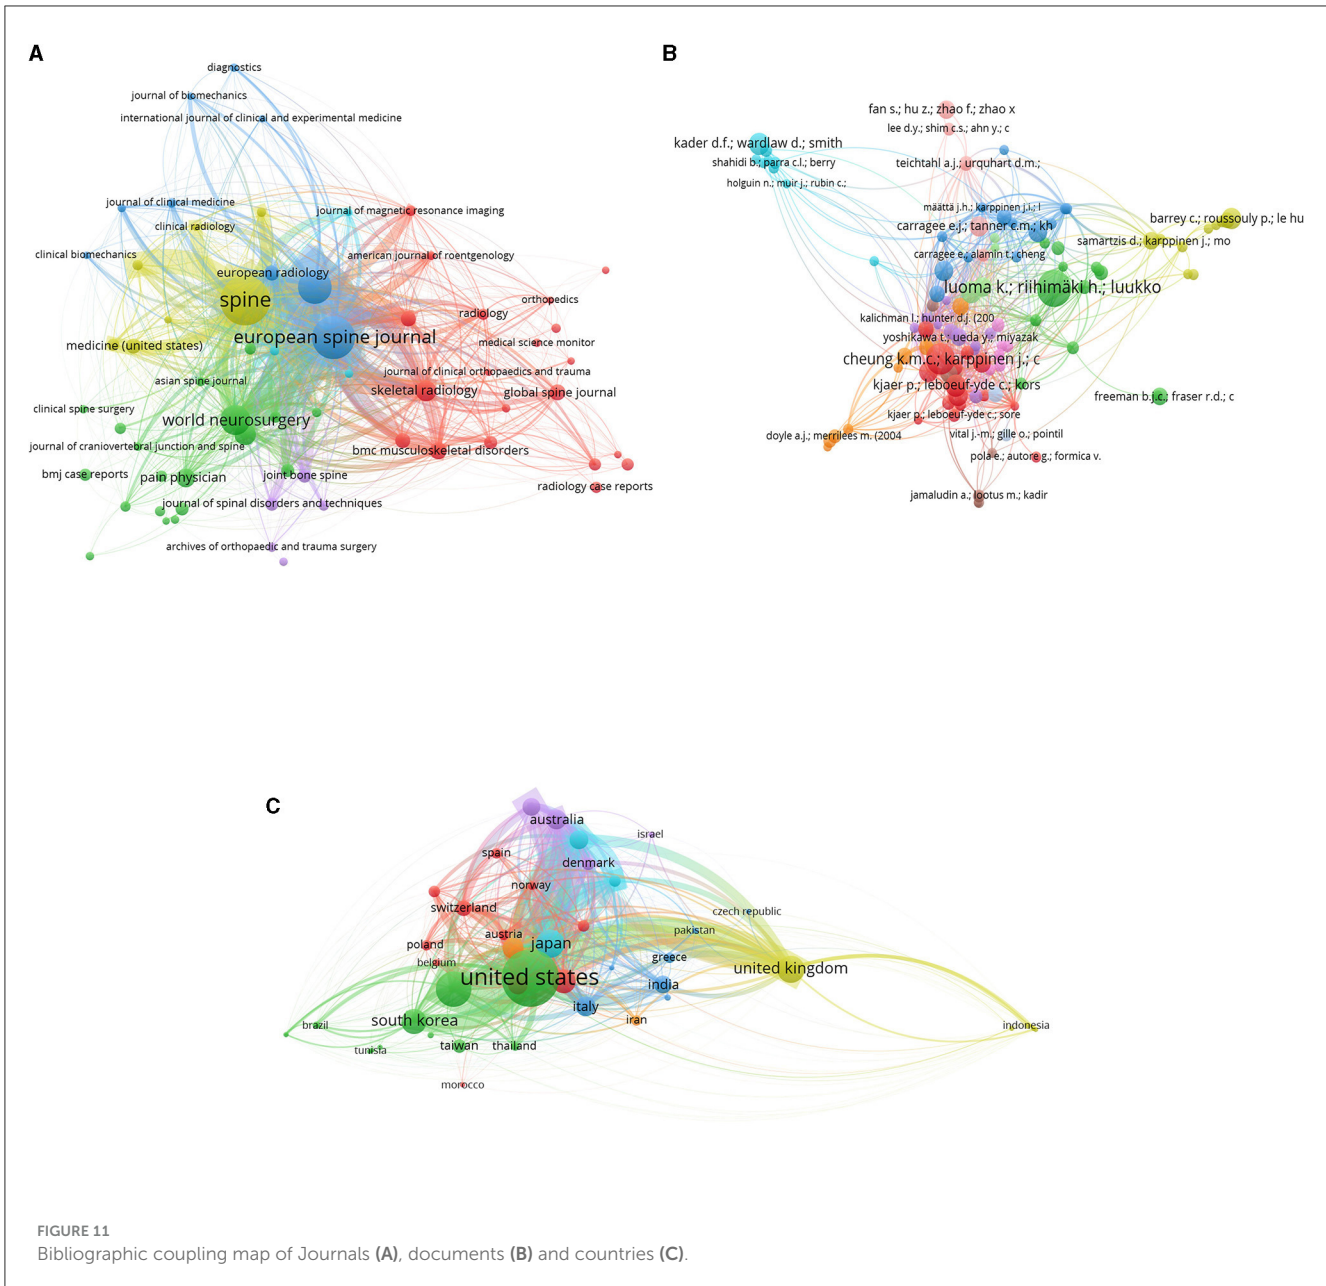 A
diagnostics
journal of biomechanics
international journal of clinical and experimental medicine
journal of clinical medicine
journal of magnetic resonance imaging
clinical radiology
clinical biomechanics
american journal of roentgenology
european radiology
spine
orthopedics
radiology
european spine journal
medical science monitor
medicine (united states)
journal of clinical orthopaedics and trauma
asian spine journal
skeletal radiology
global spine journal
clinical spine surgery
world neurosurgery
journal of craniovertebral junction and spine
bmc musculoskeletal disorders
bmj case reports
pain physician
joint bone spine
radiology case reports
journal of spinal disorders and techniques
archives of orthopaedic and trauma surgery
B
fan s.; hu z.; zhao f.; zhao x
lee d.y.; shim c.s.; ahn y.; c
kader d.f.; wardlaw d.; smith
shahidi b.; parra c.l.; berry
teichtahl a.j.; urquhart d.m.;
holguin n.; muir j.; rubin c.;
määttä j.h.; karppinen j.i.; l
barrey c.; roussouly p.; le hu
carragee e.j.; tanner c.m.; kh
samartzis d.; karppinen j.; mo
carragee e.; alamin t.; cheng
luoma k.; riihimäki h.; luukko
kalichman l.; hunter d.j. (200
yoshikawa t.; ueda y.; miyazak
cheung k.m.c.; karppinen j.; c
kjaer p.; leboeuf-yde c.; kors
freeman b.j.c.; fraser r.d.; c
kjaer p.; leboeuf-yde c.; sore
doyle a.j.; merrilees m. (2004
vital j.-m.; gille o.; pointil
pola e.; autore g.; formica v.
jamaludin a.; lootus m.; kadir
C
australia
israel
spain
denmark
norway
switzerland
czech republic
austria
pakistan
poland
japan
belgium
greece
united kingdom
united states
india
italy
south korea
iran
brazil
indonesia
tunisia
taiwan
thailand
morocco
FIGURE 11
Bibliographic coupling map of Journals (A), documents (B) and countries (C).